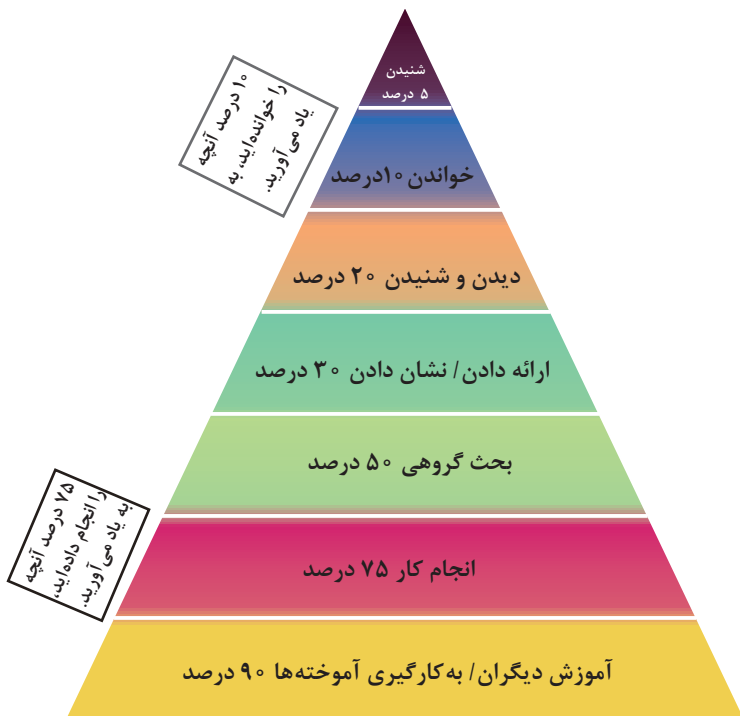 شنیدن
۵ درصد
۱۰ درصد آنچه
را خوانده‌اید، به
یاد می‌آورید.
خواندن ۱۰درصد
دیدن و شنیدن ۲۰ درصد
ارائه دادن/ نشان دادن ۳۰ درصد
بحث گروهی ۵۰ درصد
۷۵ درصد آنچه
را انجام داده‌اید،
به یاد می‌آورید.
انجام کار ۷۵ درصد
آموزش دیگران/ به‌کارگیری آموخته‌ها ۹۰ درصد